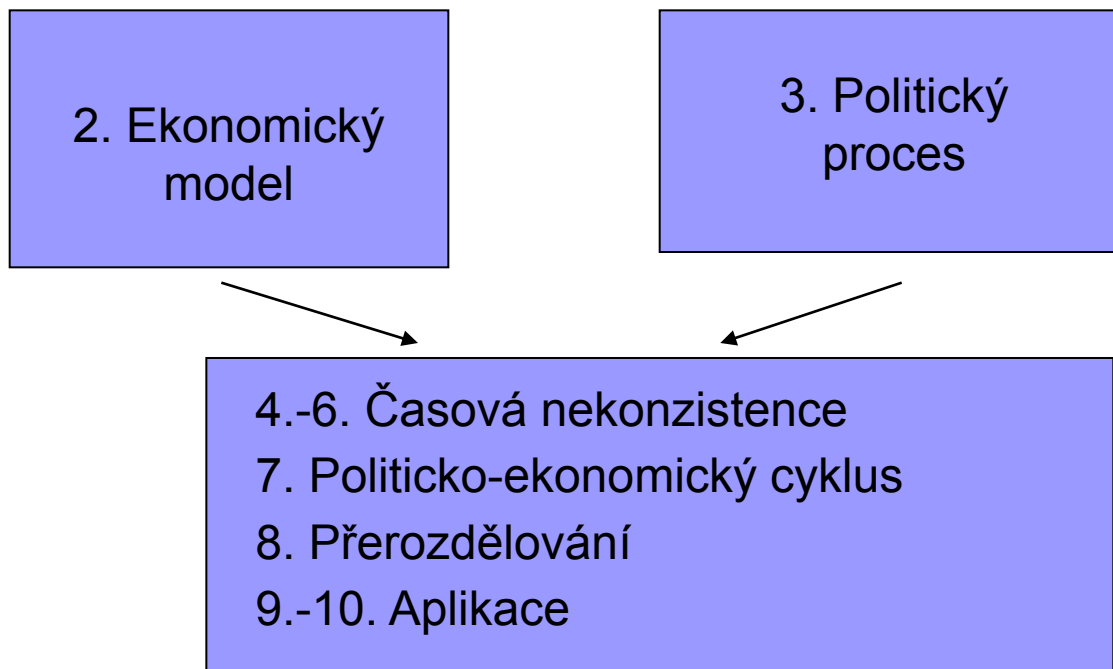 2. Ekonomický
model
3. Politický
proces
4.-6. Časová nekonzistence
7. Politicko-ekonomický cyklus
8. Přerozdělování
9.-10. Aplikace